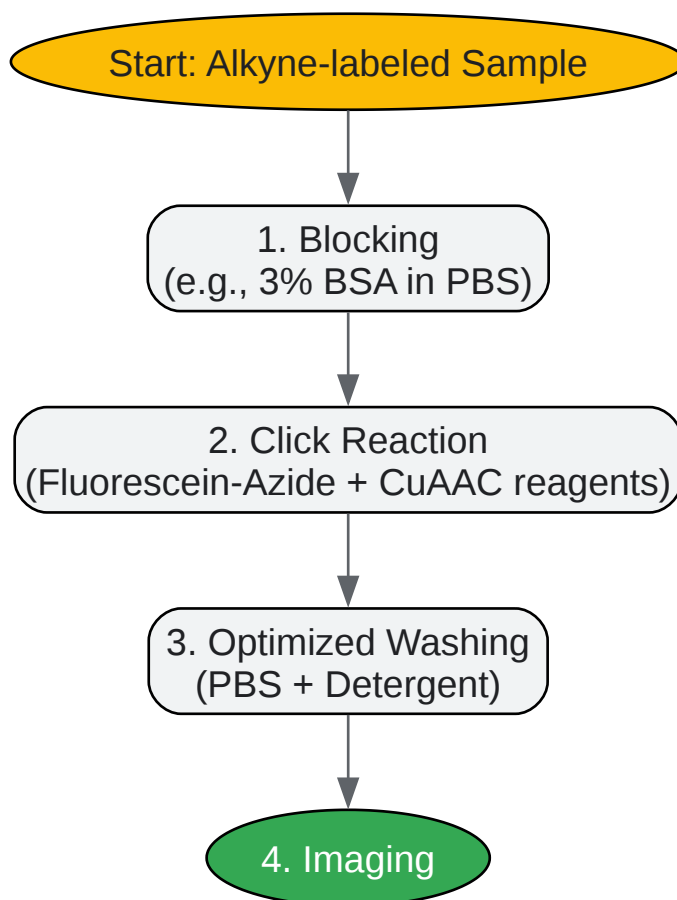 Start: Alkyne-labeled Sample
1. Blocking
(e.g., 3% BSA in PBS)
2. Click Reaction
(Fluorescein-Azide + CuAAC reagents)
3. Optimized Washing
(PBS + Detergent)
4. Imaging